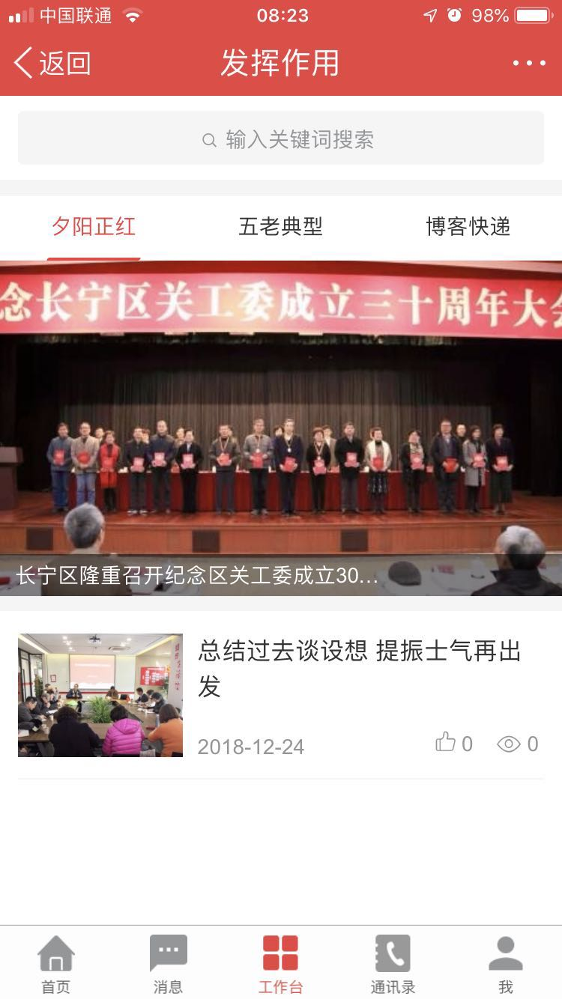 中国联通
08:23
98%
返回
发挥作用
输入关键词搜索
夕阳正红
五老典型
博客快递
念长宁区关工委成立三十周年大会
长宁区隆重召开纪念区关工委成立30...
总结过去谈设想 提振士气再出
发
2018-12-24
0
0
首页
消息
工作台
通讯录
我